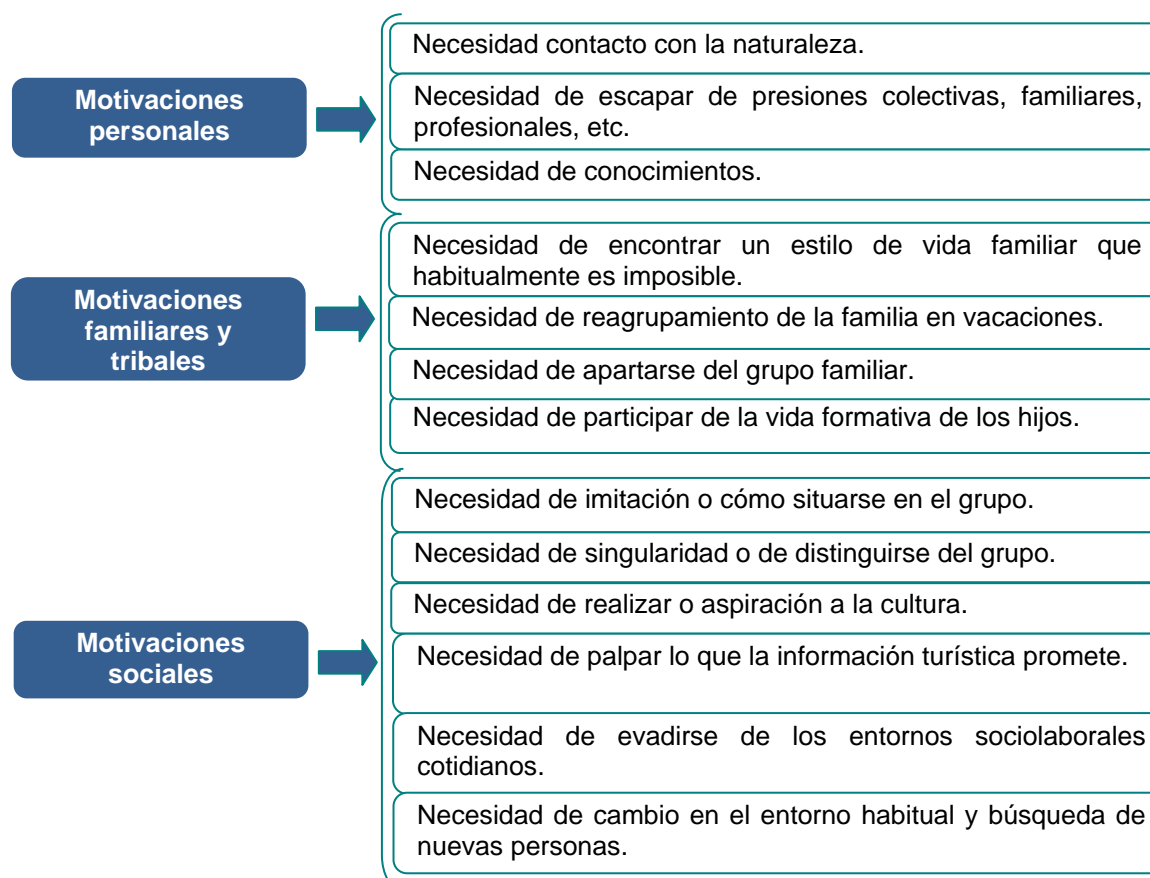 Motivaciones
personales
Necesidad contacto con la naturaleza.
Necesidad de escapar de presiones colectivas, familiares,
profesionales, etc.
Necesidad de conocimientos.
Motivaciones
familiares y
tribales
Necesidad de encontrar un estilo de vida familiar que
habitualmente es imposible.
Necesidad de reagrupamiento de la familia en vacaciones.
Necesidad de apartarse del grupo familiar.
Necesidad de participar de la vida formativa de los hijos.
Motivaciones
sociales
Necesidad de imitación o cómo situarse en el grupo.
Necesidad de singularidad o de distinguirse del grupo.
Necesidad de realizar o aspiración a la cultura.
Necesidad de palpar lo que la información turística promete.
Necesidad de evadirse de los entornos sociolaborales
cotidianos.
Necesidad de cambio en el entorno habitual y búsqueda de
nuevas personas.